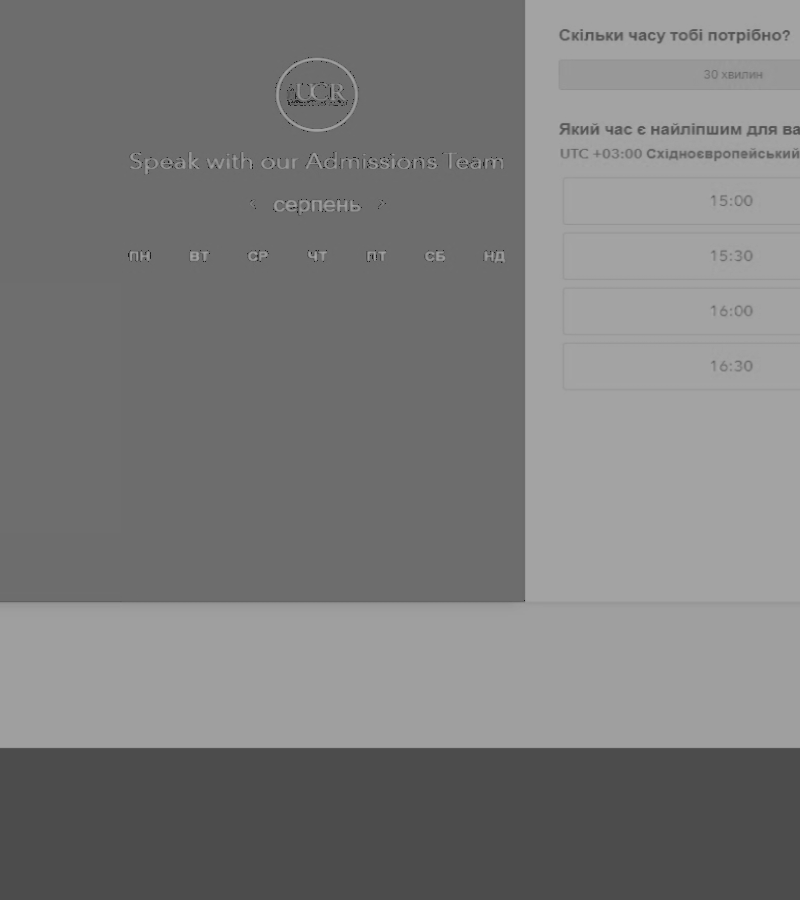 UCR
Speak with our Admissions Team
серпень
ПН ВТ СР ЧТ ПТ СБ НД
Скільки часу тобі потрібно?
30 хвилин
Який час є найліпшим для ва
UTC +03:00 Східноєвропейський
15:00
15:30
16:00
16:30